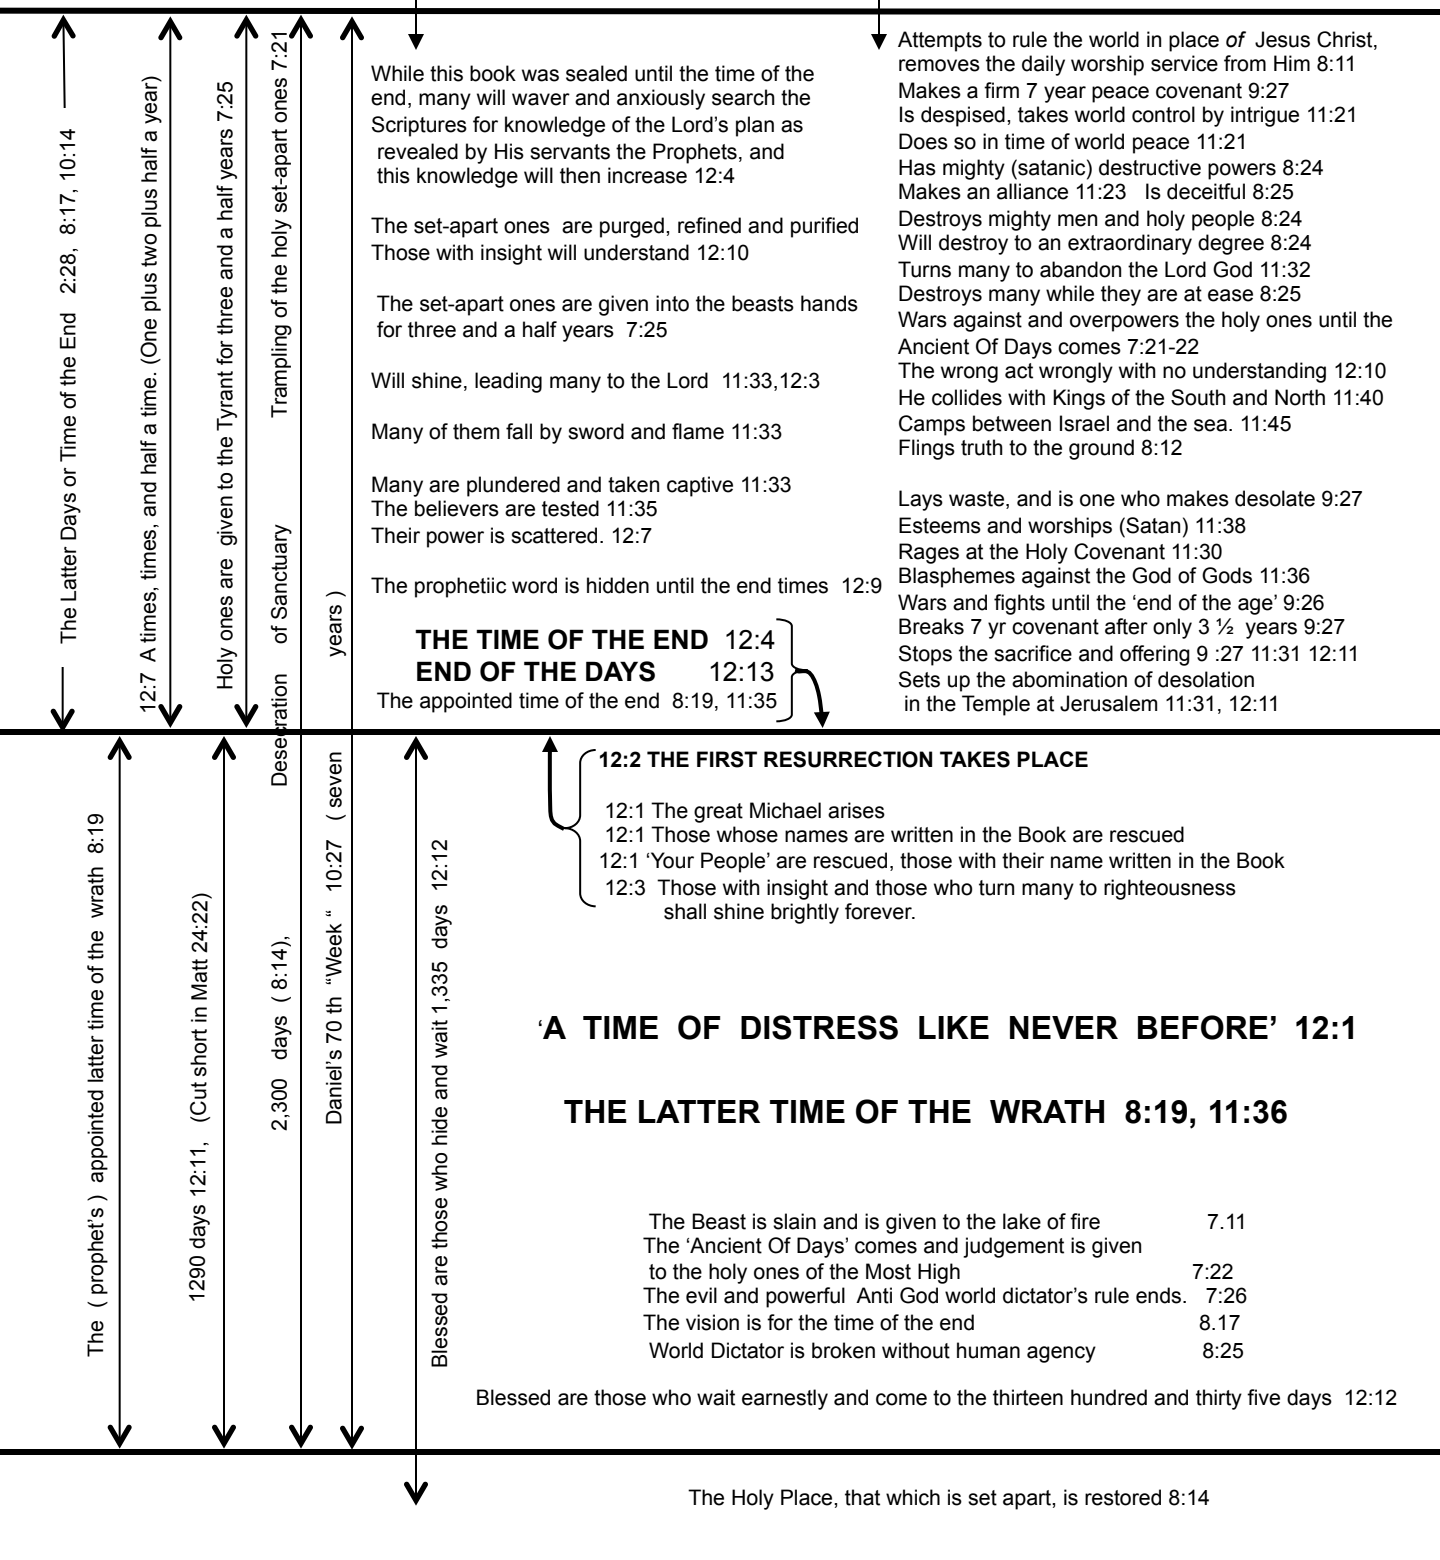 The Latter Days or Time of the End 2:28, 8:17, 10:14
12:7 A times, times, and half a time. (One plus two plus half a year)
Holy ones are given to the Tyrant for three and a half years 7:25
Desecration of Sanctuary Trampling of the holy set-apart ones 7:21
2,300 days ( 8:14),
Daniel's 70 th “Week “ 10:27 ( seven years )
While this book was sealed until the time of the
end, many will waver and anxiously search the
Scriptures for knowledge of the Lord’s plan as
revealed by His servants the Prophets, and
this knowledge will then increase 12:4
The set-apart ones are purged, refined and purified
Those with insight will understand 12:10
The set-apart ones are given into the beasts hands
for three and a half years 7:25
Will shine, leading many to the Lord 11:33,12:3
Many of them fall by sword and flame 11:33
Many are plundered and taken captive 11:33
The believers are tested 11:35
Their power is scattered. 12:7
The prophetiic word is hidden until the end times 12:9
THE TIME OF THE END 12:4
END OF THE DAYS 12:13
The appointed time of the end 8:19, 11:35
Attempts to rule the world in place of Jesus Christ,
removes the daily worship service from Him 8:11
Makes a firm 7 year peace covenant 9:27
Is despised, takes world control by intrigue 11:21
Does so in time of world peace 11:21
Has mighty (satanic) destructive powers 8:24
Makes an alliance 11:23 Is deceitful 8:25
Destroys mighty men and holy people 8:24
Will destroy to an extraordinary degree 8:24
Turns many to abandon the Lord God 11:32
Destroys many while they are at ease 8:25
Wars against and overpowers the holy ones until the
Ancient Of Days comes 7:21-22
The wrong act wrongly with no understanding 12:10
He collides with Kings of the South and North 11:40
Camps between Israel and the sea. 11:45
Flings truth to the ground 8:12
Lays waste, and is one who makes desolate 9:27
Esteems and worships (Satan) 11:38
Rages at the Holy Covenant 11:30
Blasphemes against the God of Gods 11:36
Wars and fights until the ‘end of the age’ 9:26
Breaks 7 yr covenant after only 3 ½ years 9:27
Stops the sacrifice and offering 9 :27 11:31 12:11
Sets up the abomination of desolation
in the Temple at Jerusalem 11:31, 12:11
The ( prophet’s ) appointed latter time of the wrath 8:19
1290 days 12:11, (Cut short in Matt 24:22)
Blessed are those who hide and wait 1,335 days 12:12
12:2 THE FIRST RESURRECTION TAKES PLACE
12:1 The great Michael arises
12:1 Those whose names are written in the Book are rescued
12:1 ‘Your People’ are rescued, those with their name written in the Book
12:3 Those with insight and those who turn many to righteousness
shall shine brightly forever.
‘A TIME OF DISTRESS LIKE NEVER BEFORE’ 12:1
THE LATTER TIME OF THE WRATH 8:19, 11:36
The Beast is slain and is given to the lake of fire 7.11
The ‘Ancient Of Days’ comes and judgement is given
to the holy ones of the Most High 7:22
The evil and powerful Anti God world dictator’s rule ends. 7:26
The vision is for the time of the end 8.17
World Dictator is broken without human agency 8:25
Blessed are those who wait earnestly and come to the thirteen hundred and thirty five days 12:12
The Holy Place, that which is set apart, is restored 8:14